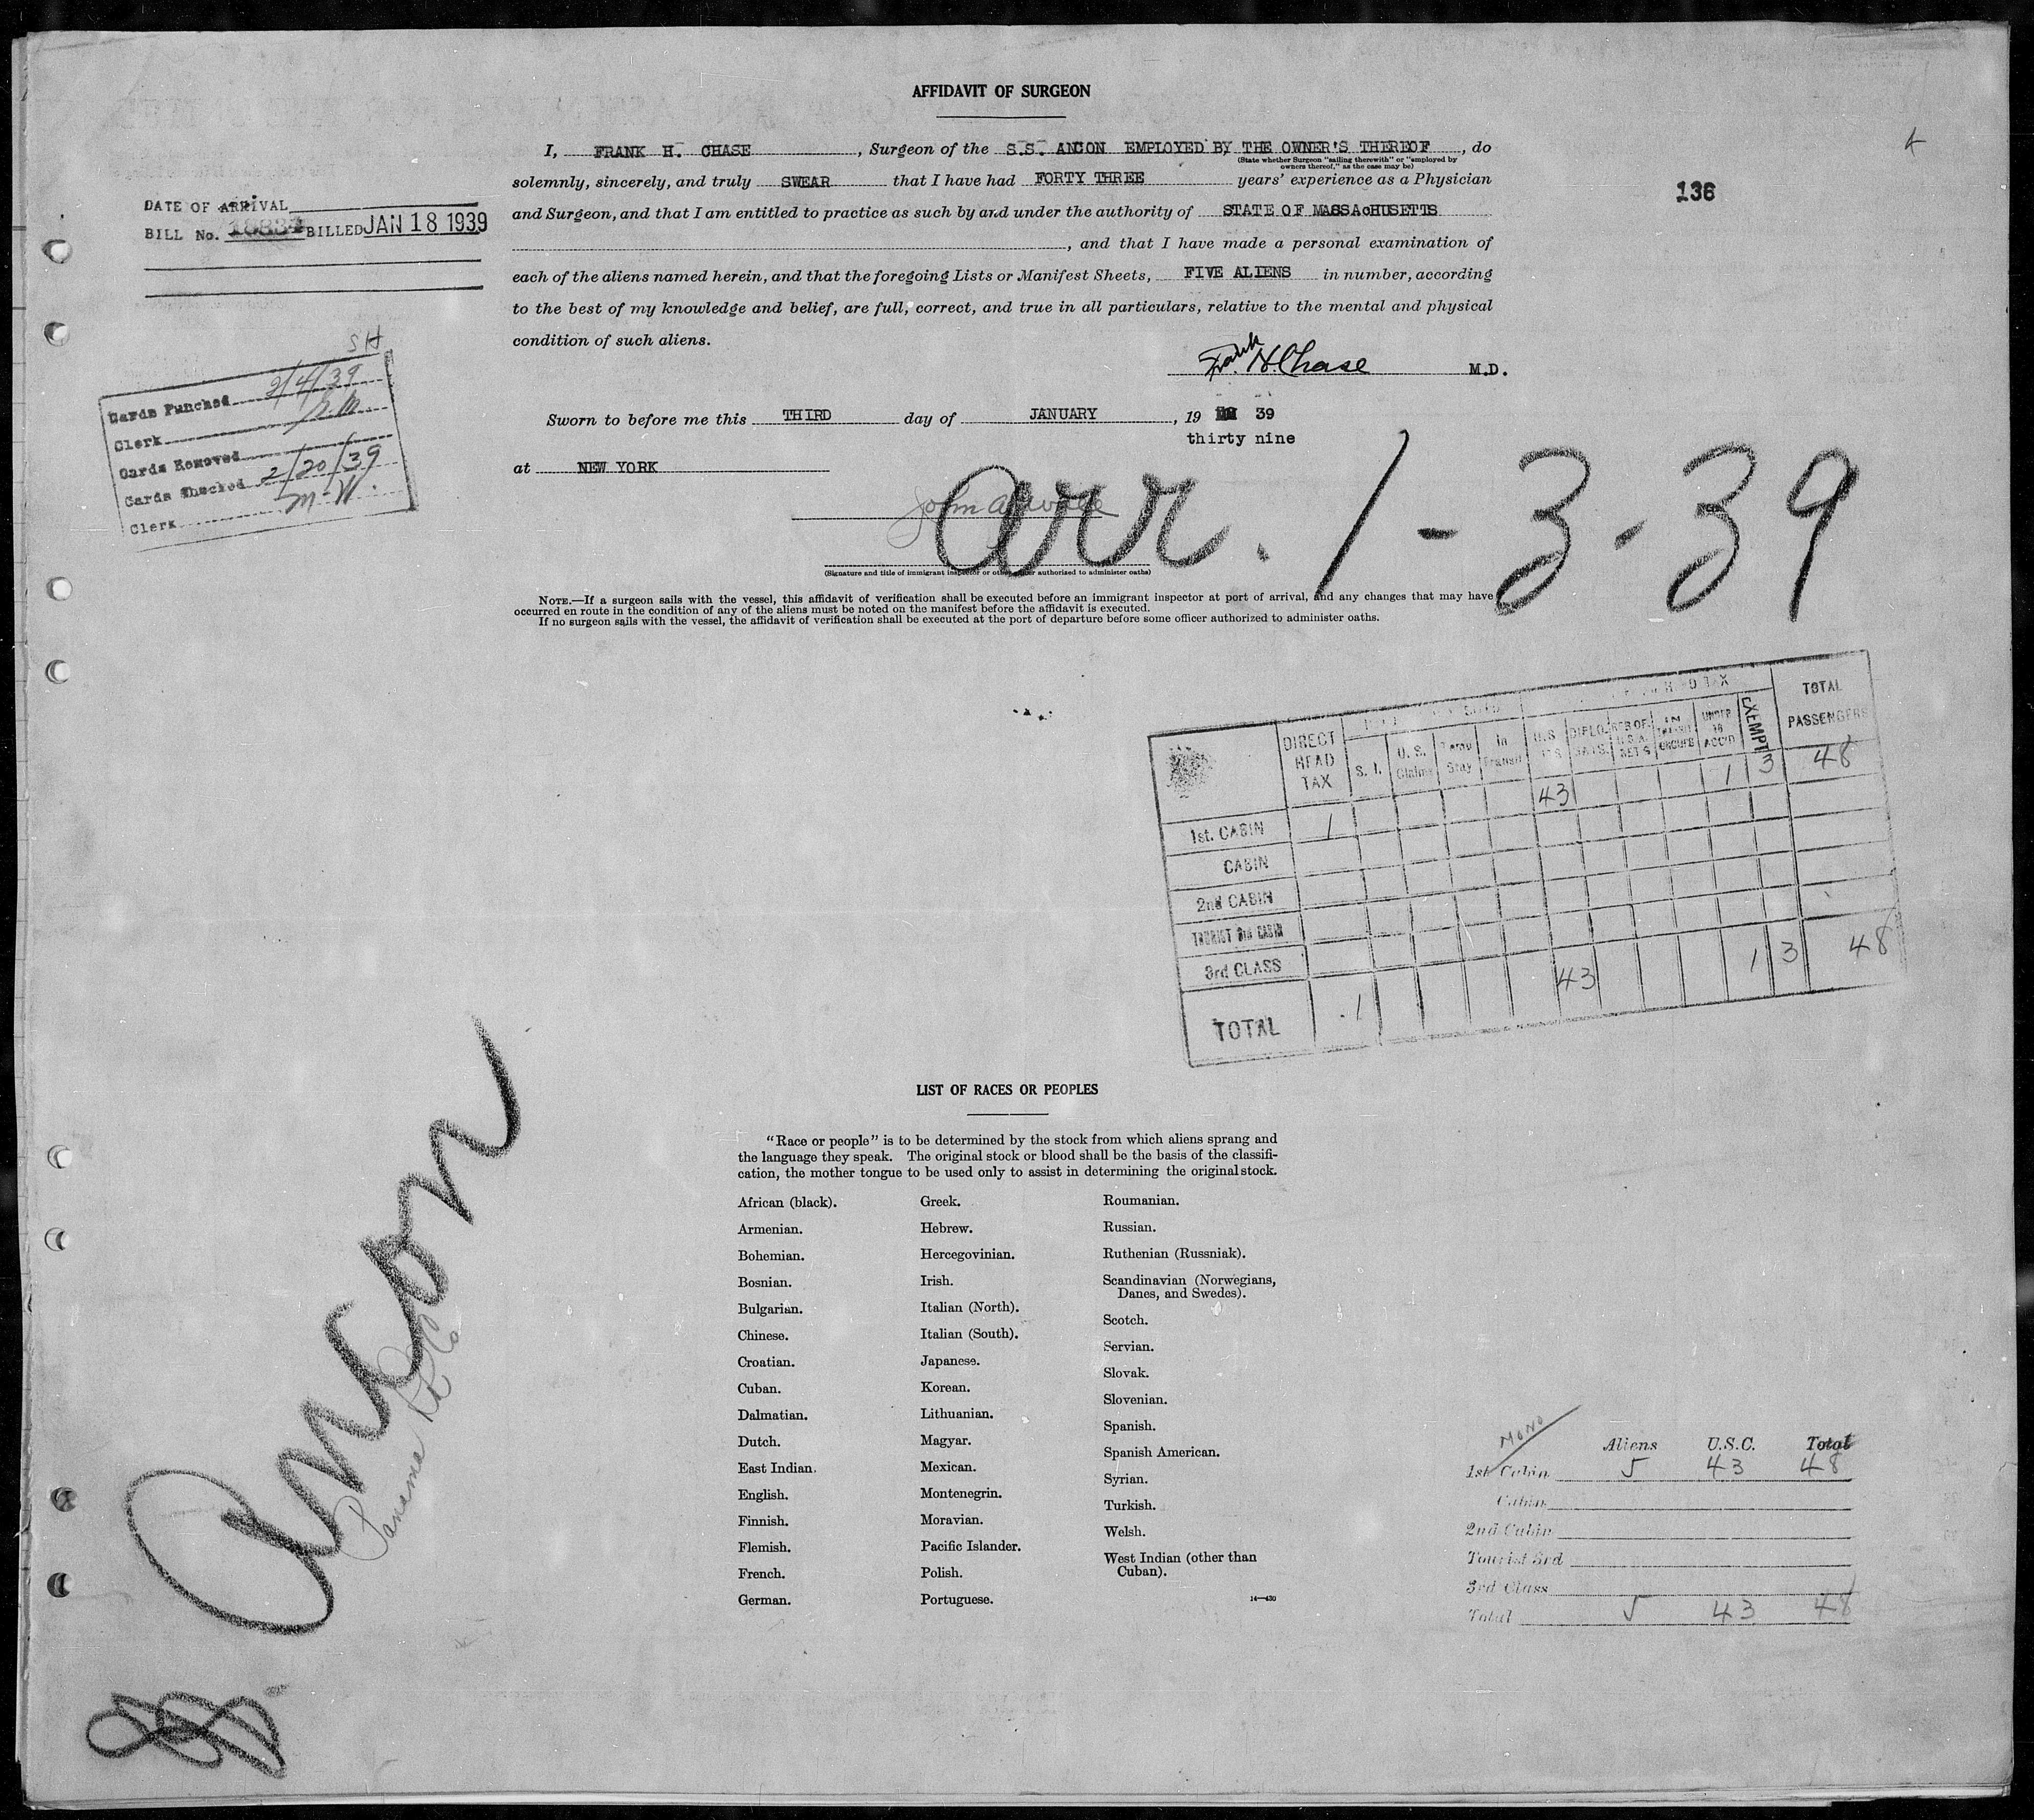 AFFIDAVIT OF SURGEON
I, FRANK H. CHASE, Surgeon of the S.S. ANCON EMPLOYED BY THE OWNER'S THEREOF, do
(State whether Surgeon "sailing therewith" or "employed by
owners thereof," as the case may be)
solemnly, sincerely, and truly SWEAR that I have had FORTY THREE years' experience as a Physician
and Surgeon, and that I am entitled to practice as such by and under the authority of STATE OF MASSAcHUSETTS
, and that I have made a personal examination of
each of the aliens named herein, and that the foregoing Lists or Manifest Sheets, FIVE ALIENS in number, according
to the best of my knowledge and belief, are full, correct, and true in all particulars, relative to the mental and physical
condition of such aliens.
Frank H. Chase M.D.
Sworn to before me this THIRD day of JANUARY, 19 39
thirty nine
at NEW YORK
John
(Signature and title of immigrant inspector or other officer authorized to administer oaths)
arr. 1-3-39
NOTE.—If a surgeon sails with the vessel, this affidavit of verification shall be executed before an immigrant inspector at port of arrival, and any changes that may have
occurred en route in the condition of any of the aliens must be noted on the manifest before the affidavit is executed.
If no surgeon sails with the vessel, the affidavit of verification shall be executed at the port of departure before some officer authorized to administer oaths.
136
DATE OF ARRIVAL
BILL No. BILLED JAN 18 1939
SH
Cards Punched 2/4/39
Clerk
Cards Removed
Cards Checked 2/20/39
Clerk M-W.
DIRECT HEAD TAX
S. I.
U. S. Claims
Temp Stay
In Transit
EXEMPT
TOTAL PASSENGERS
1st. CABIN 1 43 1 3 48
CABIN
2nd CABIN
TOURIST 3rd CABIN
3rd CLASS
TOTAL 1 43 1 3 48
Ancon
Panama RR Co
LIST OF RACES OR PEOPLES
"Race or people" is to be determined by the stock from which aliens sprang and
the language they speak. The original stock or blood shall be the basis of the classifi-
cation, the mother tongue to be used only to assist in determining the original stock.
African (black).
Armenian.
Bohemian.
Bosnian.
Bulgarian.
Chinese.
Croatian.
Cuban.
Dalmatian.
Dutch.
East Indian.
English.
Finnish.
Flemish.
French.
German.
Greek.
Hebrew.
Hercegovinian.
Irish.
Italian (North).
Italian (South).
Japanese.
Korean.
Lithuanian.
Magyar.
Mexican.
Montenegrin.
Moravian.
Pacific Islander.
Polish.
Portuguese.
Roumanian.
Russian.
Ruthenian (Russniak).
Scandinavian (Norwegians,
Danes, and Swedes).
Scotch.
Servian.
Slovak.
Slovenian.
Spanish.
Spanish American.
Syrian.
Turkish.
Welsh.
West Indian (other than
Cuban).
14—430
MONO
Aliens U.S.C. Total
1st Cabin 5 43 48
Cabin
2nd Cabin
Tourist 3rd
3rd Class
Total 5 43 48